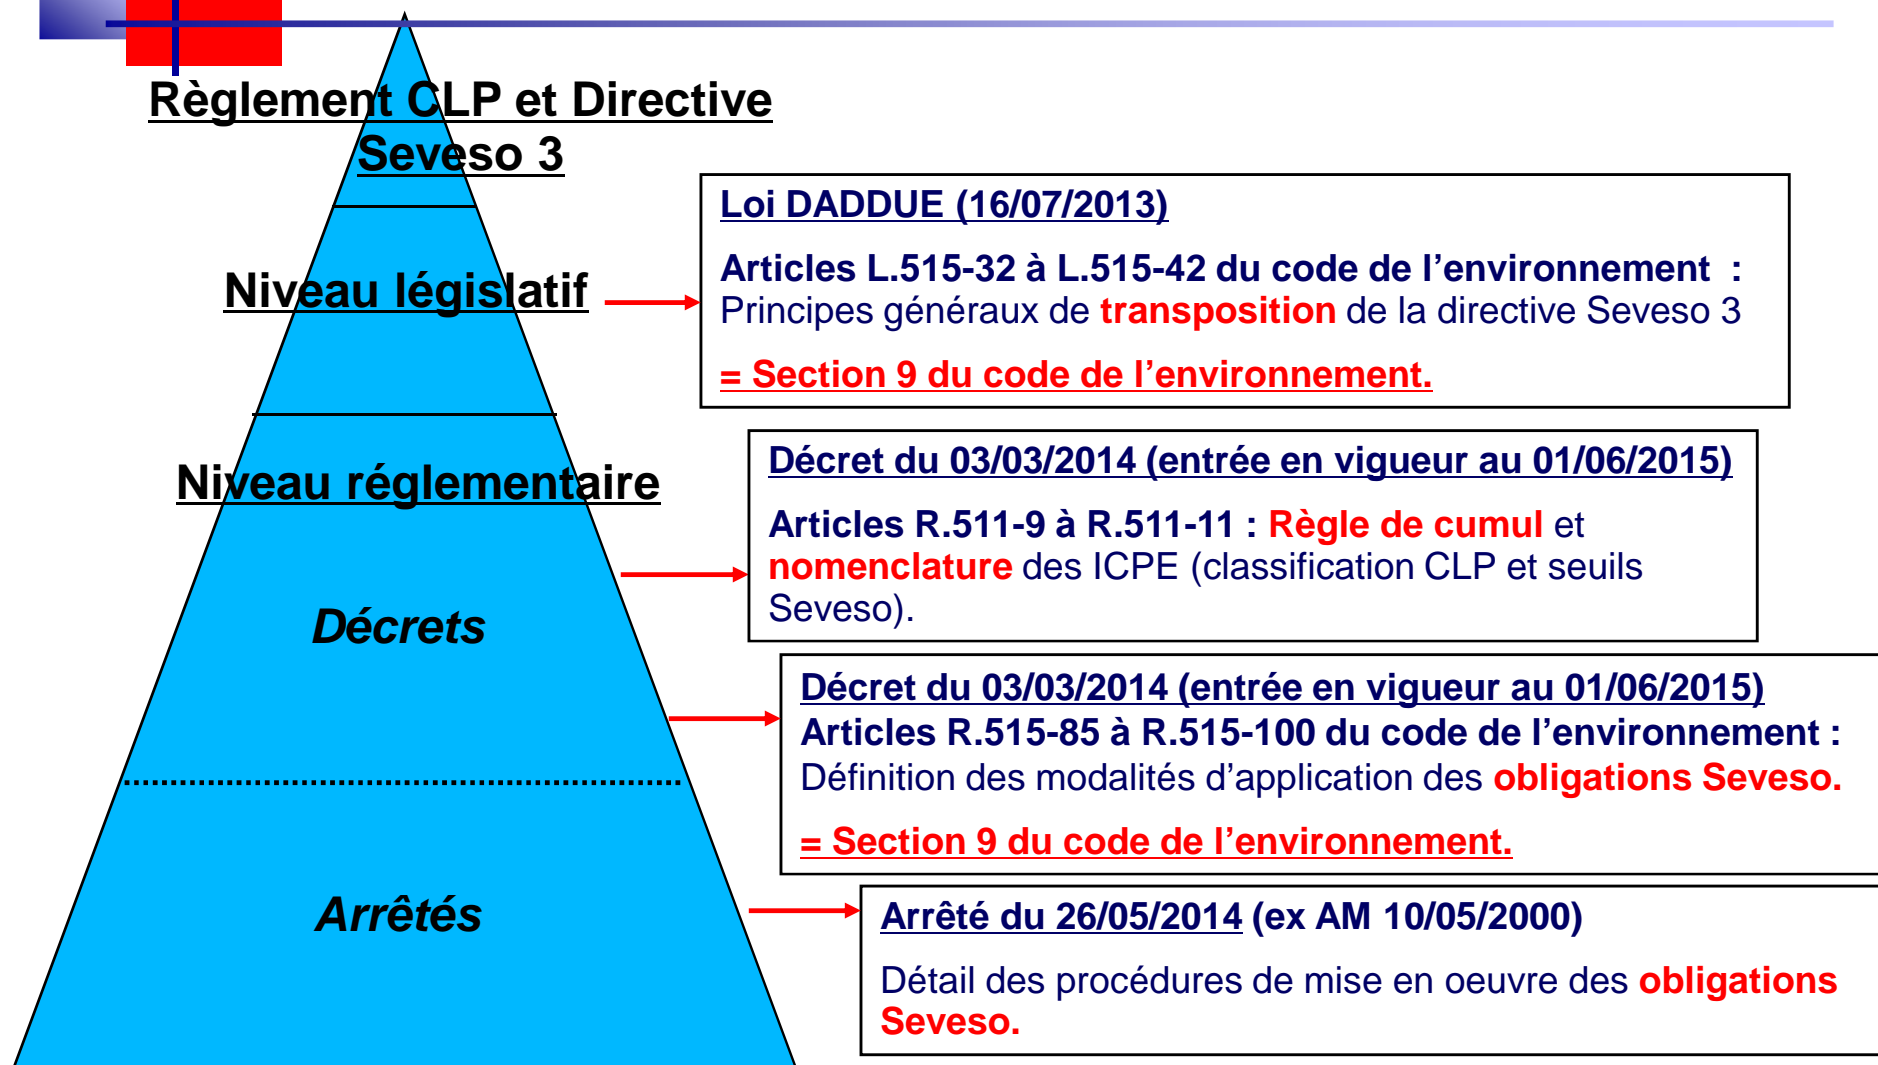 Règlement CLP et Directive
Seveso 3
Loi DADDUE (16/07/2013)
Articles L.515-32 à L.515-42 du code de l’environnement :
Principes généraux de transposition de la directive Seveso 3
= Section 9 du code de l’environnement.
Niveau législatif
Niveau réglementaire
Décret du 03/03/2014 (entrée en vigueur au 01/06/2015)
Articles R.511-9 à R.511-11 : Règle de cumul et
nomenclature des ICPE (classification CLP et seuils
Seveso).
Décrets
Décret du 03/03/2014 (entrée en vigueur au 01/06/2015)
Articles R.515-85 à R.515-100 du code de l’environnement :
Définition des modalités d’application des obligations Seveso.
= Section 9 du code de l’environnement.
Arrêtés
Arrêté du 26/05/2014 (ex AM 10/05/2000)
Détail des procédures de mise en oeuvre des obligations
Seveso.